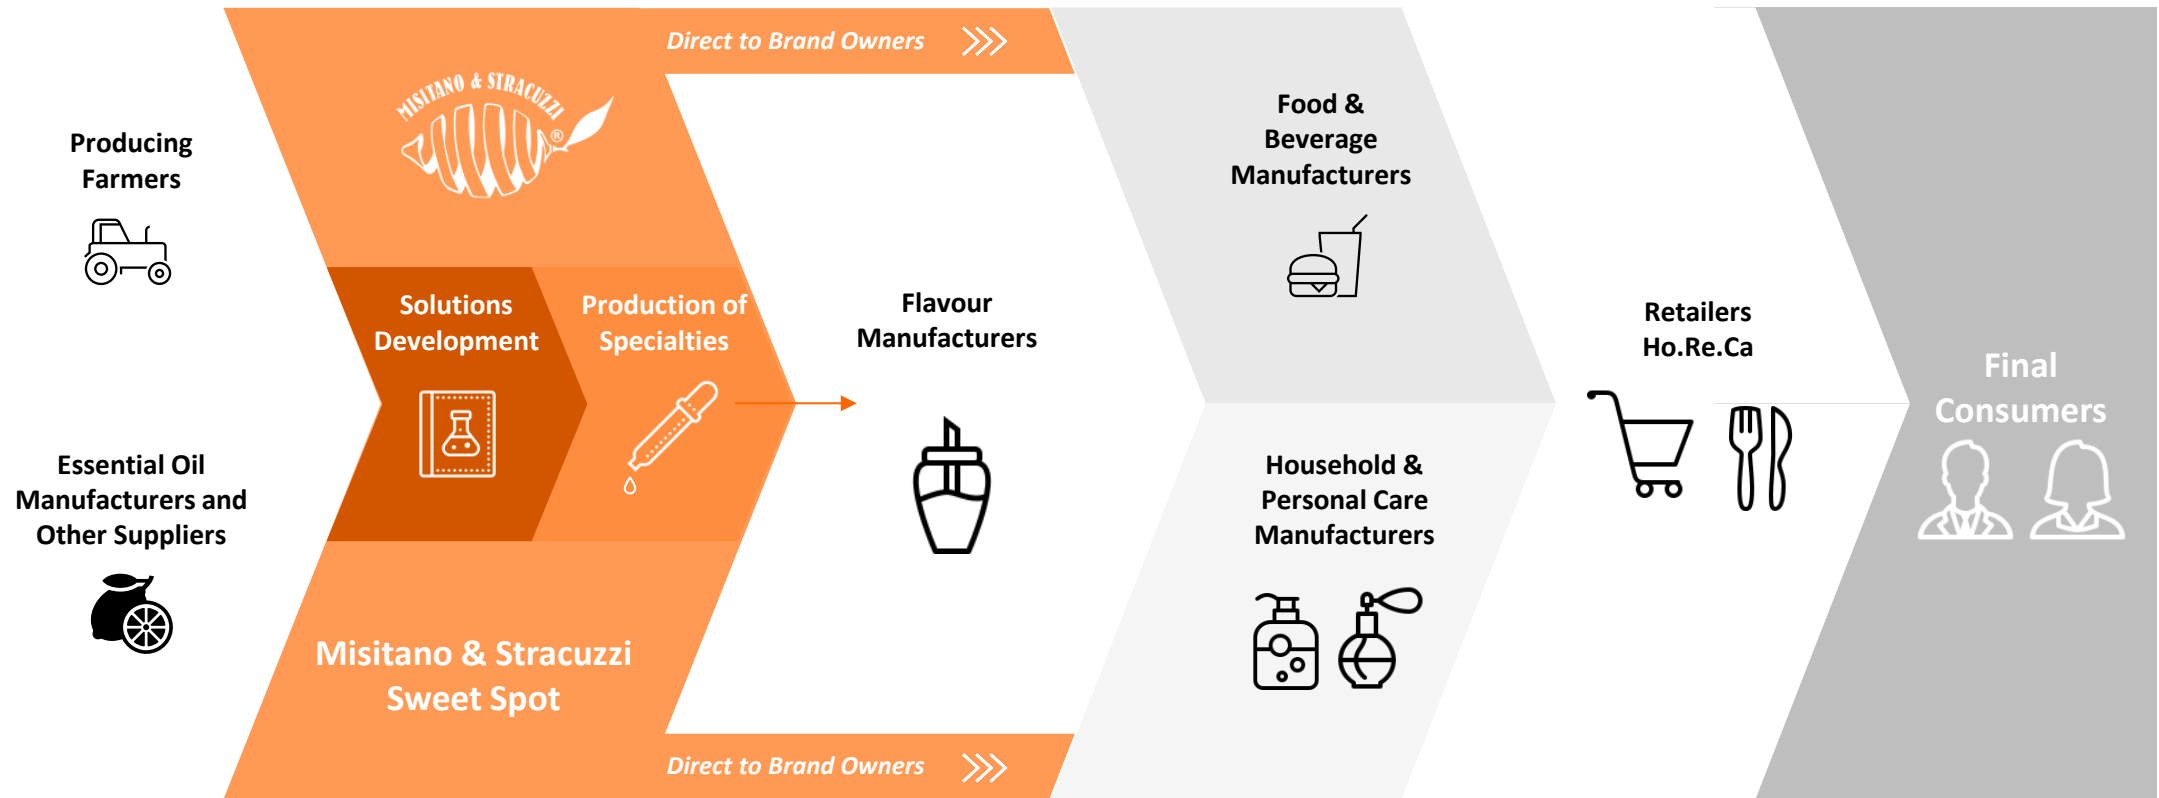 Producing
Farmers
Essential Oil
Manufacturers and
Other Suppliers
MISITANO & STRACUZZI
®
Solutions
Development
Production of
Specialties
Misitano & Stracuzzi
Sweet Spot
Direct to Brand Owners
Flavour
Manufacturers
Direct to Brand Owners
Food &
Beverage
Manufacturers
Household &
Personal Care
Manufacturers
Retailers
Ho.Re.Ca
Final
Consumers